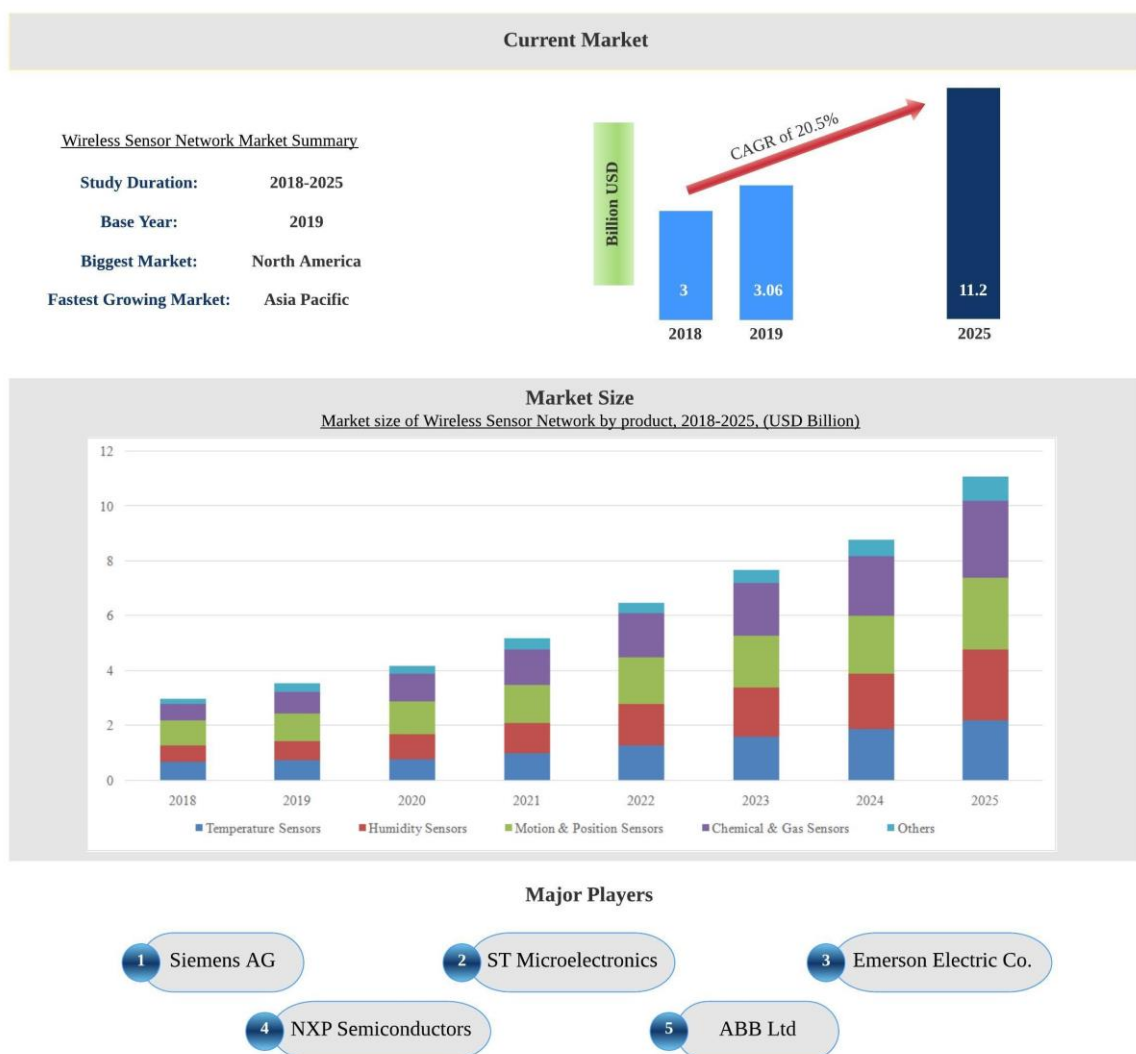 Current Market
Wireless Sensor Network Market Summary
Study Duration: 2018-2025
Base Year: 2019
Biggest Market: North America
Fastest Growing Market: Asia Pacific
Billion USD
CAGR of 20.5%
3 3.06 11.2
2018 2019 2025
Market Size
Market size of Wireless Sensor Network by product, 2018-2025, (USD Billion)
12
10
8
6
4
2
0
2018 2019 2020 2021 2022 2023 2024 2025
Temperature Sensors Humidity Sensors Motion & Position Sensors Chemical & Gas Sensors Others
Major Players
1 Siemens AG 2 ST Microelectronics 3 Emerson Electric Co.
4 NXP Semiconductors 5 ABB Ltd